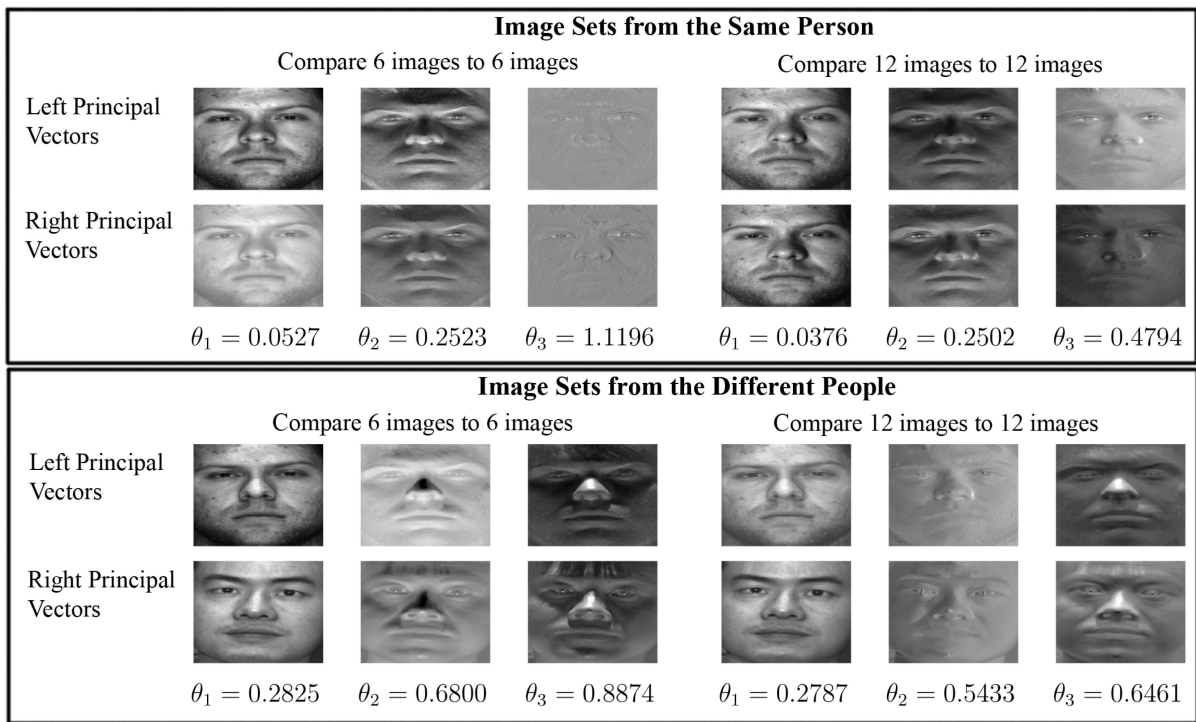 Image Sets from the Same Person
Compare 6 images to 6 images
Compare 12 images to 12 images
Left Principal
Vectors
Right Principal
Vectors
θ₁ = 0.0527
θ₂ = 0.2523
θ₃ = 1.1196
θ₁ = 0.0376
θ₂ = 0.2502
θ₃ = 0.4794
Image Sets from the Different People
Compare 6 images to 6 images
Compare 12 images to 12 images
Left Principal
Vectors
Right Principal
Vectors
θ₁ = 0.2825
θ₂ = 0.6800
θ₃ = 0.8874
θ₁ = 0.2787
θ₂ = 0.5433
θ₃ = 0.6461